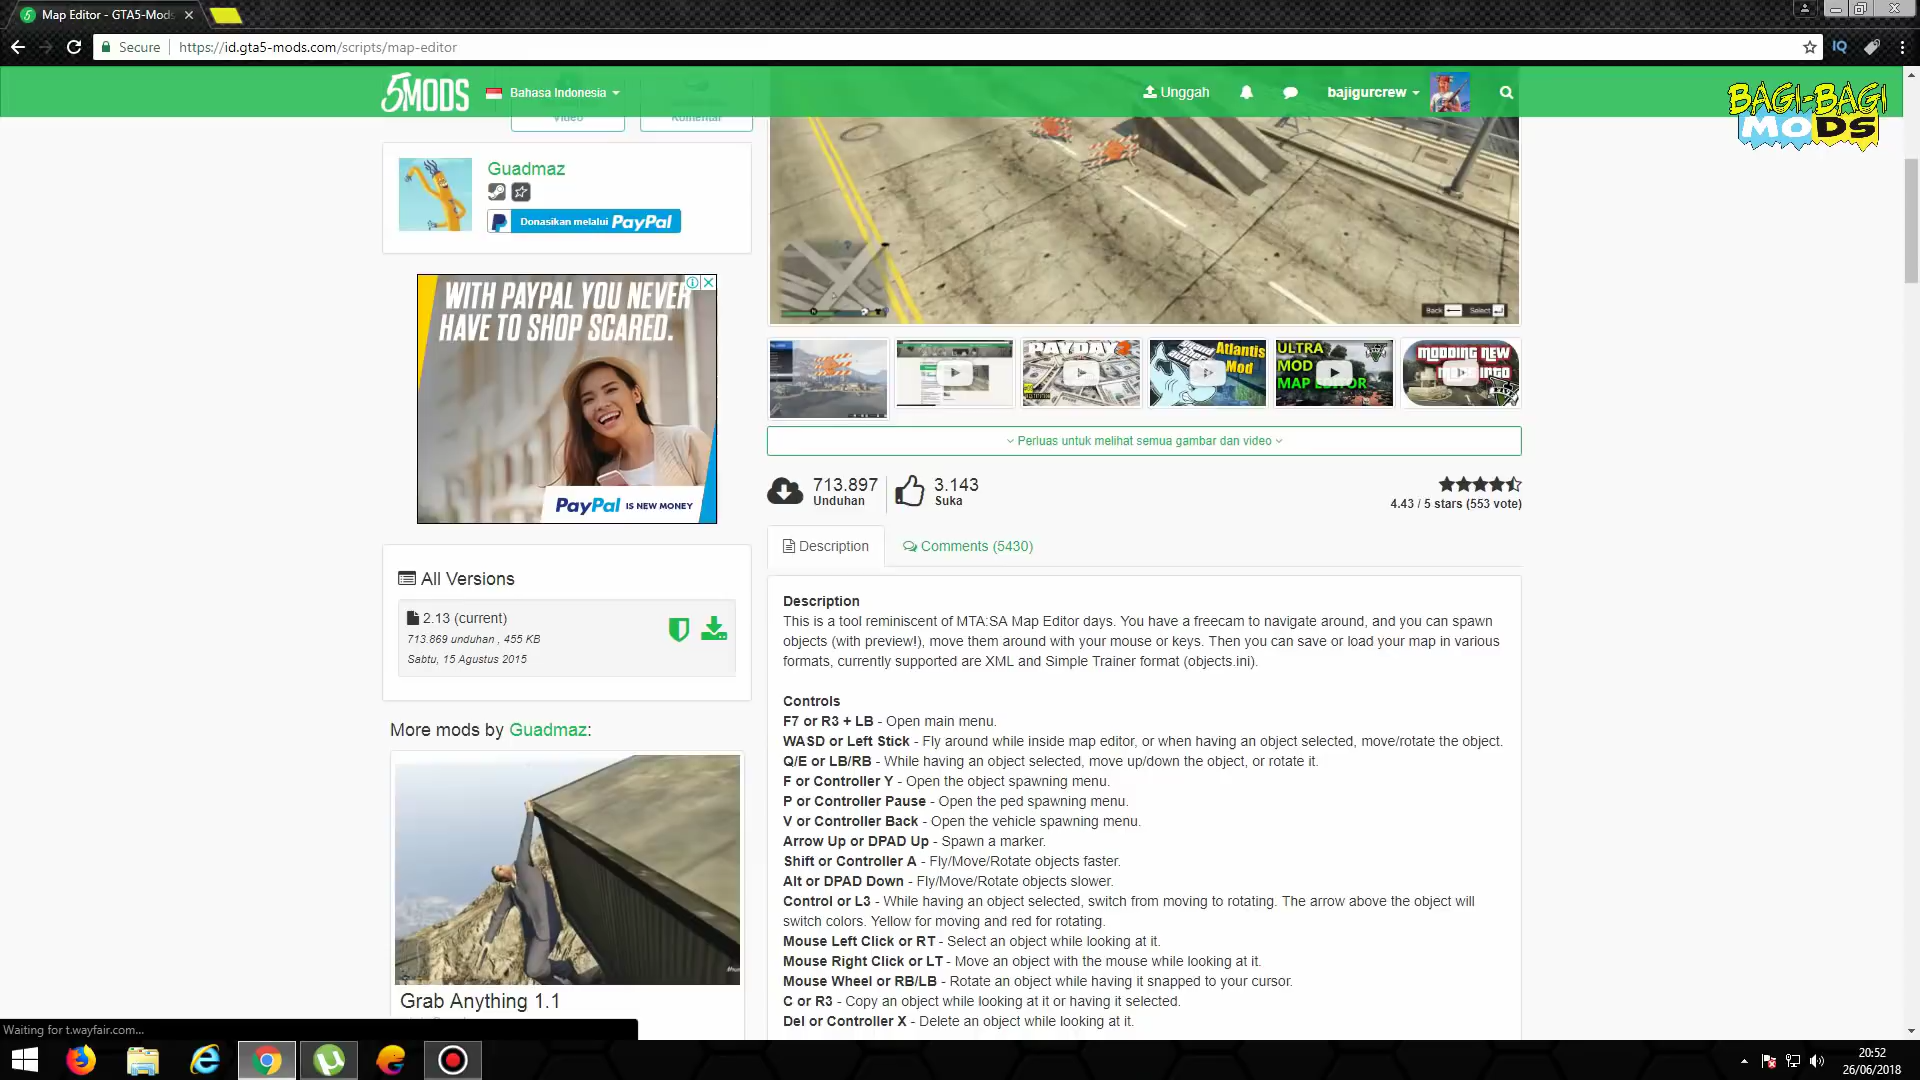 Map Editor - GTA5-Mods
Secure
https://id.gta5-mods.com/scripts/map-editor
IQ
5MODS
Bahasa Indonesia
Unggah
bajigurcrew
BAGI-BAGI
MODS
Video
Komentar
Guadmaz
Donasikan melalui PayPal
WITH PAYPAL YOU NEVER
HAVE TO SHOP SCARED.
PayPal IS NEW MONEY
Back
Select
PAYDAY 2
Atlantis
Mod
ULTRA
MOD
MAP EDITOR
MODDING NEW
MAPS INTO
V
Perluas untuk melihat semua gambar dan video
713.897
Unduhan
3.143
Suka
4.43 / 5 stars (553 vote)
Description
Comments (5430)
All Versions
2.13 (current)
713.869 unduhan , 455 KB
Sabtu, 15 Agustus 2015
More mods by Guadmaz:
Grab Anything 1.1
Description
This is a tool reminiscent of MTA:SA Map Editor days. You have a freecam to navigate around, and you can spawn
objects (with preview!), move them around with your mouse or keys. Then you can save or load your map in various
formats, currently supported are XML and Simple Trainer format (objects.ini).
Controls
F7 or R3 + LB - Open main menu.
WASD or Left Stick - Fly around while inside map editor, or when having an object selected, move/rotate the object.
Q/E or LB/RB - While having an object selected, move up/down the object, or rotate it.
F or Controller Y - Open the object spawning menu.
P or Controller Pause - Open the ped spawning menu.
V or Controller Back - Open the vehicle spawning menu.
Arrow Up or DPAD Up - Spawn a marker.
Shift or Controller A - Fly/Move/Rotate objects faster.
Alt or DPAD Down - Fly/Move/Rotate objects slower.
Control or L3 - While having an object selected, switch from moving to rotating. The arrow above the object will
switch colors. Yellow for moving and red for rotating.
Mouse Left Click or RT - Select an object while looking at it.
Mouse Right Click or LT - Move an object with the mouse while looking at it.
Mouse Wheel or RB/LB - Rotate an object while having it snapped to your cursor.
C or R3 - Copy an object while looking at it or having it selected.
Del or Controller X - Delete an object while looking at it.
Waiting for t.wayfair.com...
20:52
26/06/2018